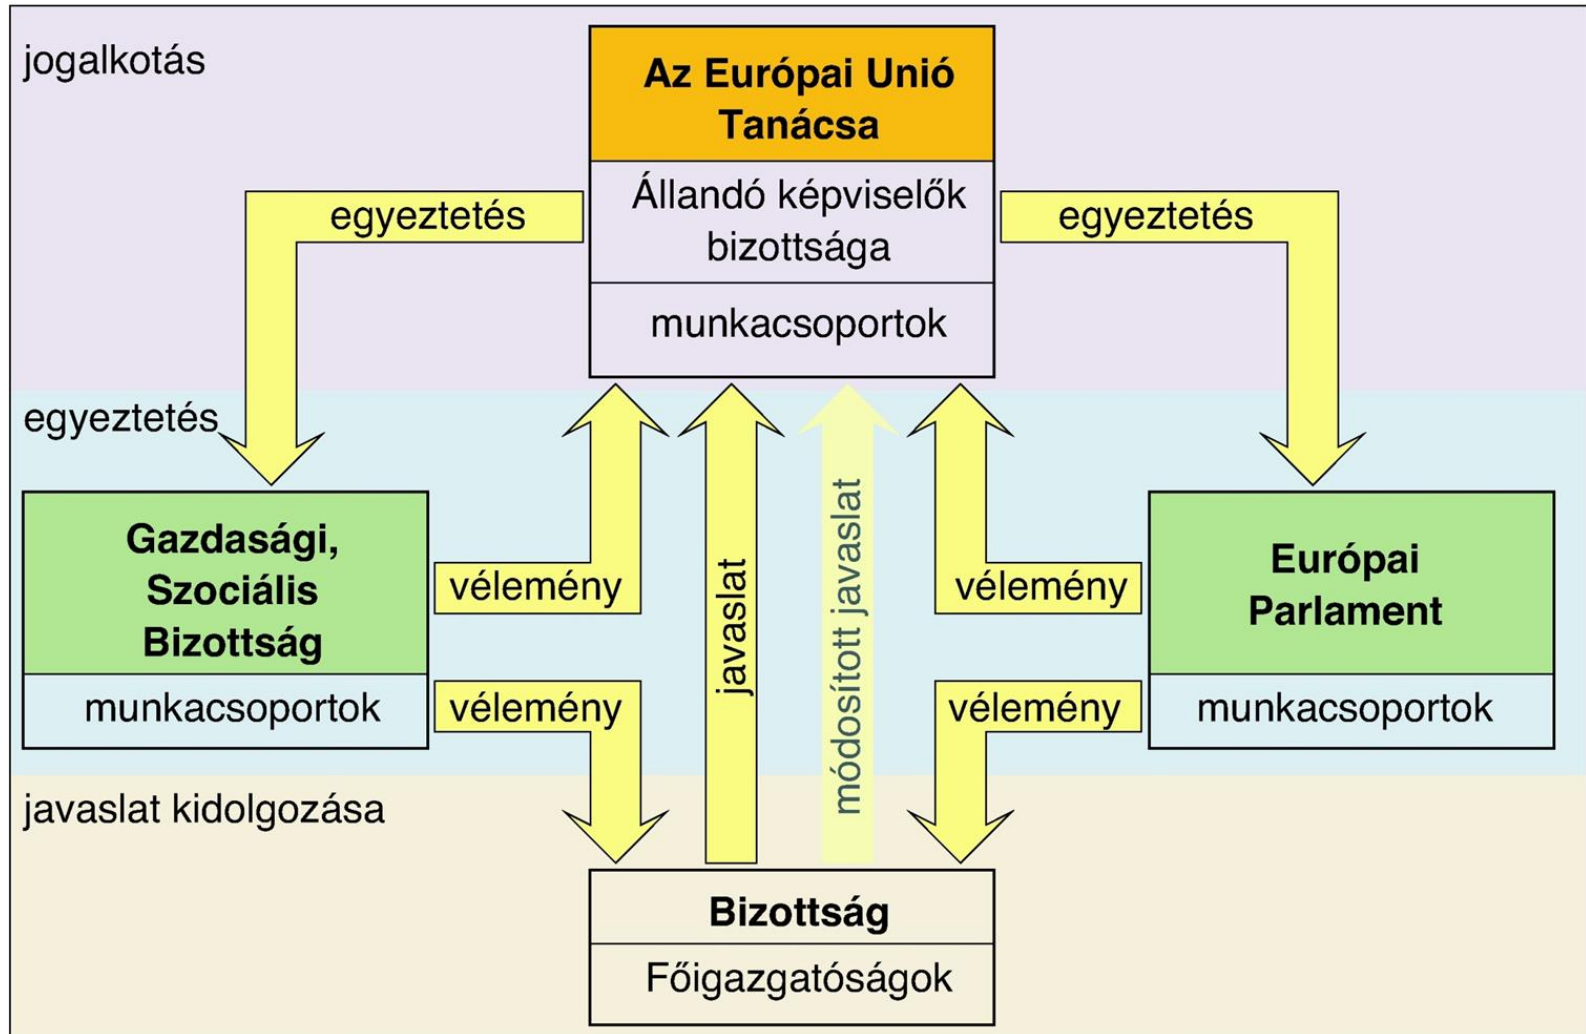 jogalkotás
Az Európai Unió
Tanácsa
Állandó képviselők
bizottsága
munkacsoportok
egyeztetés
egyeztetés
egyeztetés
Gazdasági,
Szociális
Bizottság
munkacsoportok
vélemény
vélemény
javaslat
módosított javaslat
vélemény
vélemény
Európai
Parlament
munkacsoportok
javaslat kidolgozása
Bizottság
Főigazgatóságok